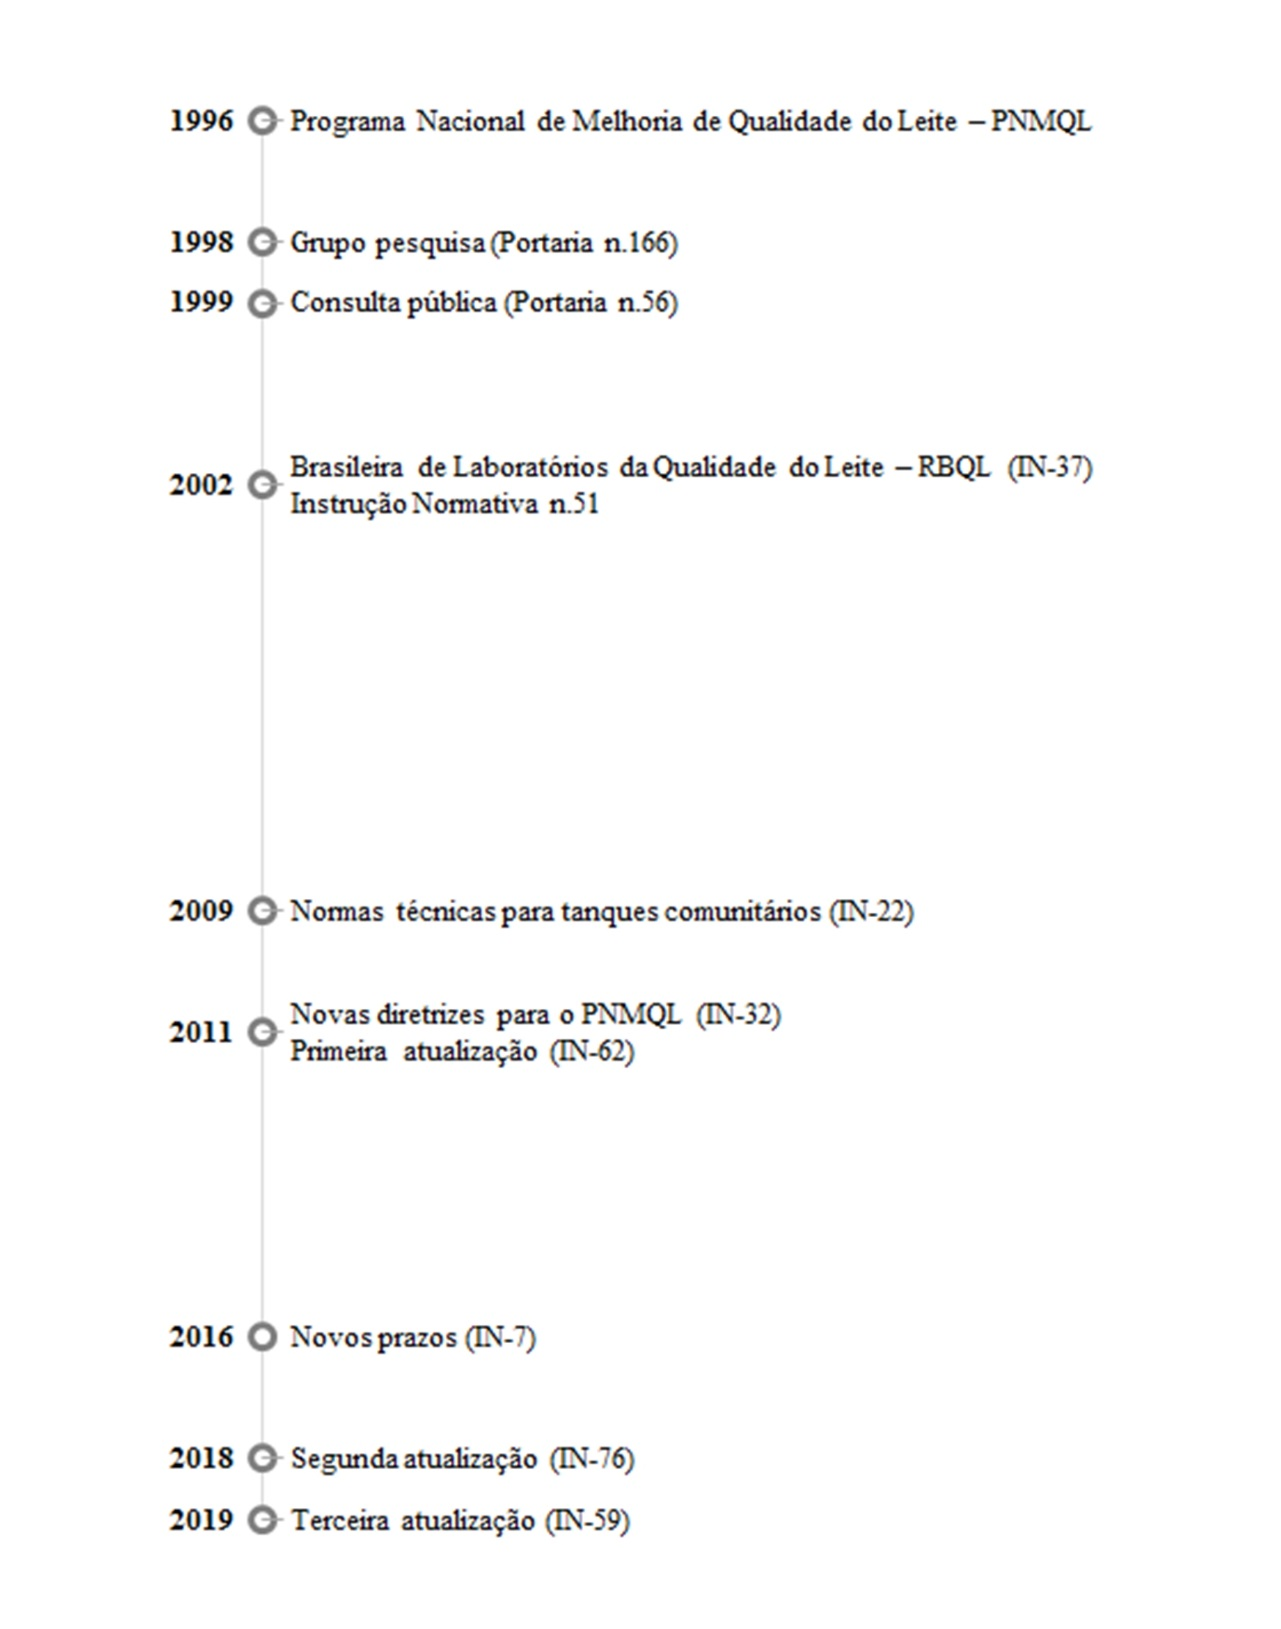 1996 Programa Nacional de Melhoria de Qualidade do Leite – PNMQL
1998 Grupo pesquisa (Portaria n.166)
1999 Consulta pública (Portaria n.56)
2002 Brasileira de Laboratórios da Qualidade do Leite – RBQL (IN-37)
Instrução Normativa n.51
2009 Normas técnicas para tanques comunitários (IN-22)
2011 Novas diretrizes para o PNMQL (IN-32)
Primeira atualização (IN-62)
2016 Novos prazos (IN-7)
2018 Segunda atualização (IN-76)
2019 Terceira atualização (IN-59)